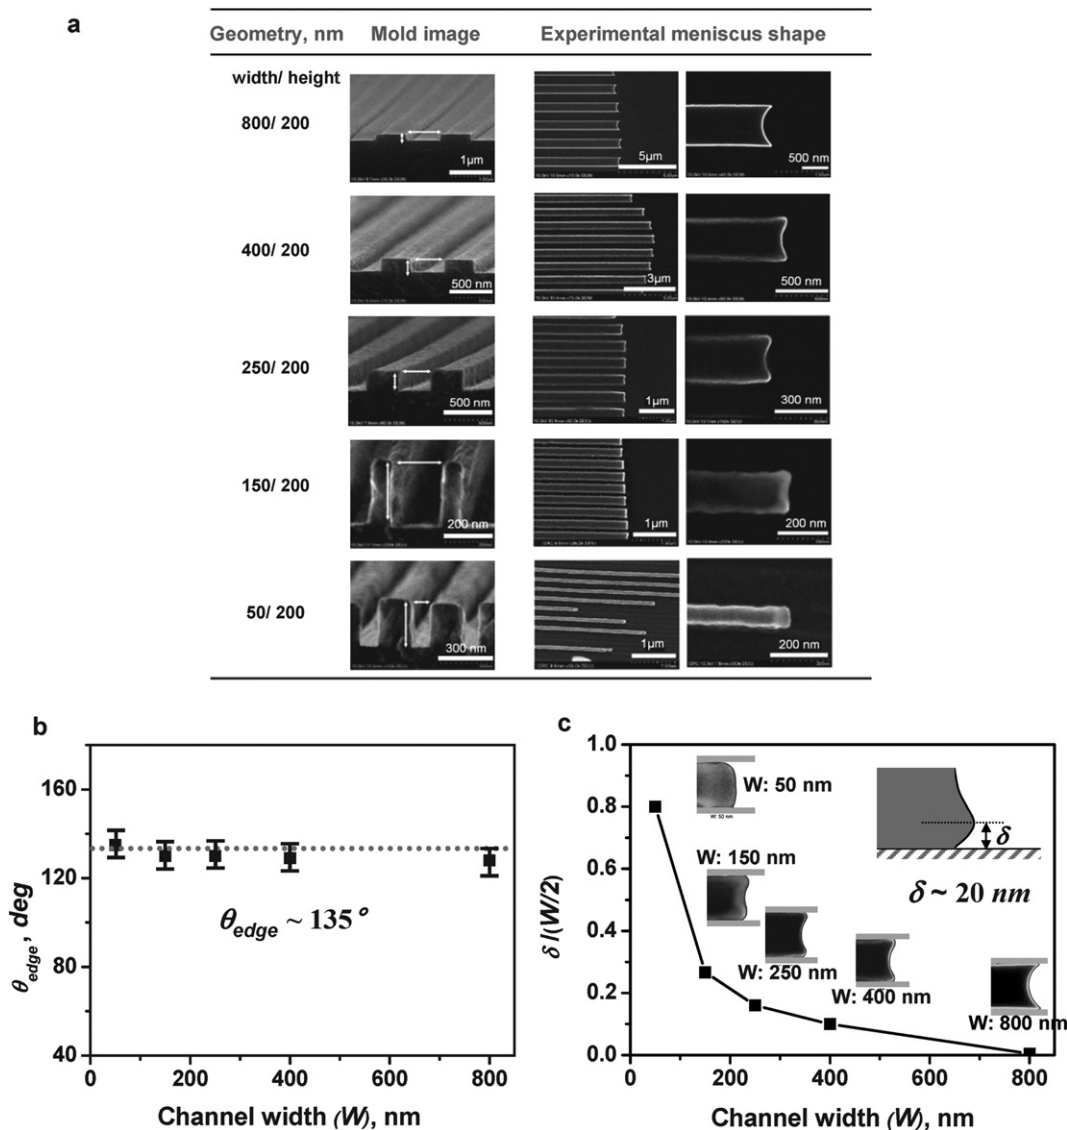 a
Geometry, nm Mold image Experimental meniscus shape
width/ height
800/ 200
1µm
5µm
500 nm
400/ 200
500 nm
3µm
500 nm
250/ 200
500 nm
1µm
300 nm
150/ 200
200 nm
1µm
200 nm
50/ 200
300 nm
1µm
200 nm
b
θedge, deg
160
120
80
40
θedge ~ 135°
0 200 400 600 800
Channel width (W), nm
c
δ/(W/2)
1.0
0.8
0.6
0.4
0.2
0.0
W: 50 nm
W: 50 nm
W: 150 nm
W: 250 nm
W: 400 nm
W: 800 nm
δ
δ ~ 20 nm
0 200 400 600 800
Channel width (W), nm